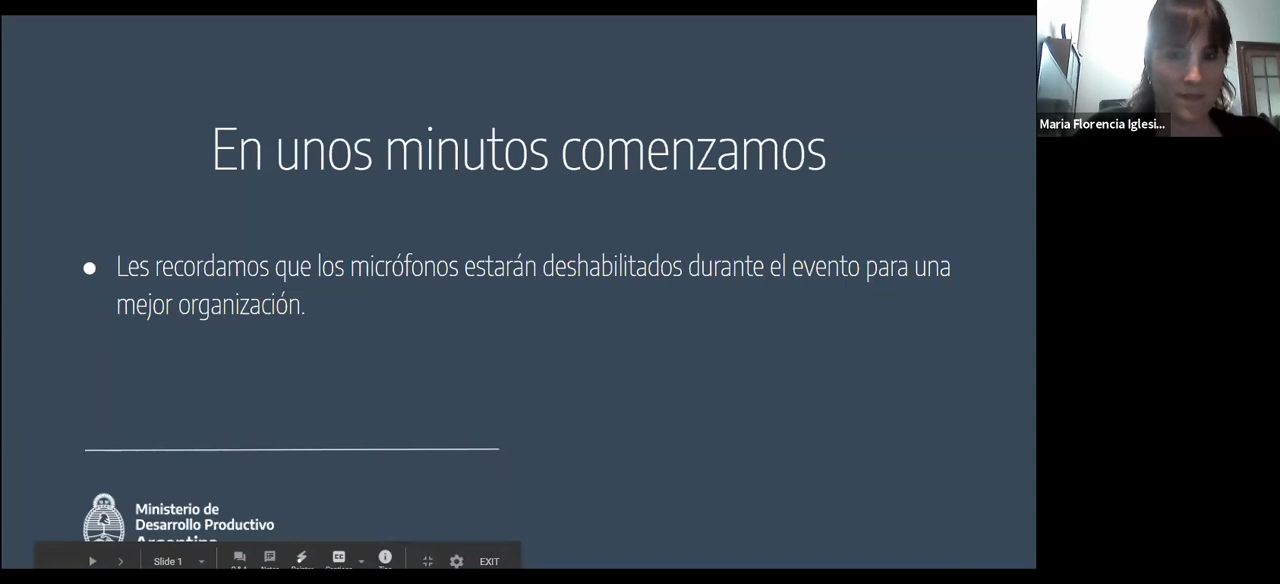 En unos minutos comenzamos
● Les recordamos que los micrófonos estarán deshabilitados durante el evento para una
mejor organización.
Ministerio de
Desarrollo Productivo
Argentina
Slide 1
EXIT
Maria Florencia Iglesi...